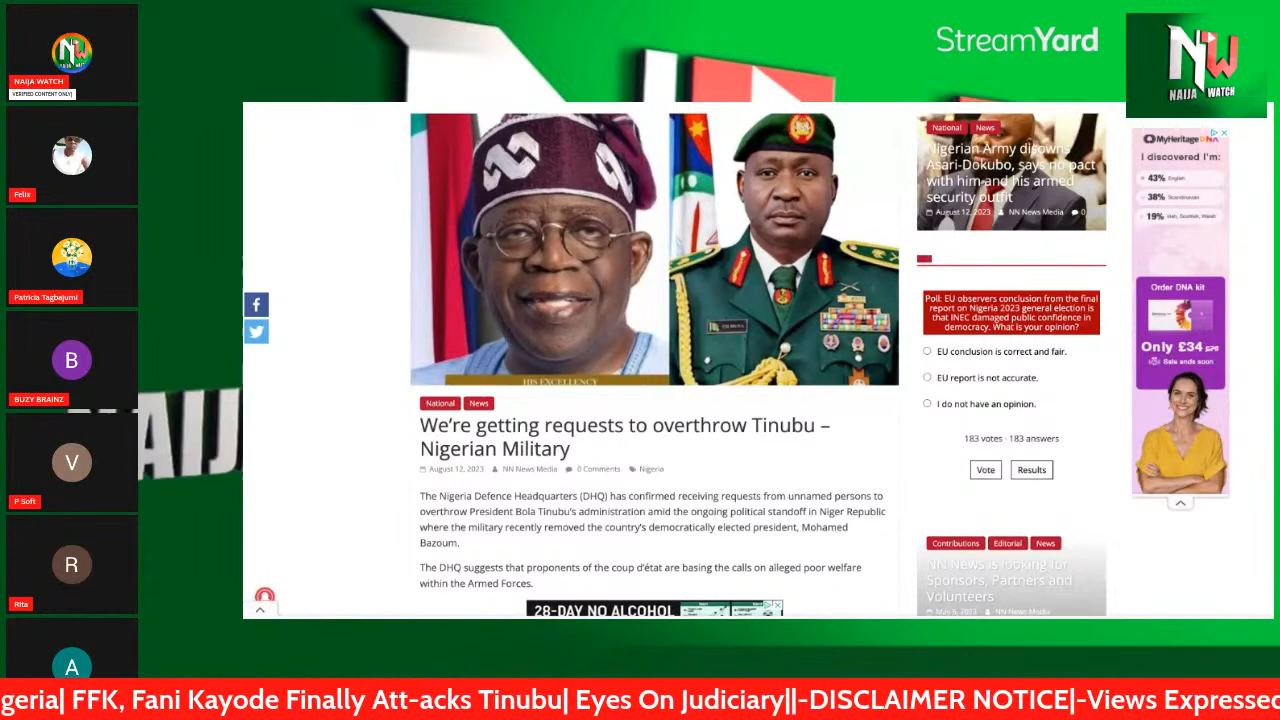 NAIJA WATCH
VERIFIED CONTENT ONLY|
Felix
Patricia Tagbajumi
B
BUZY BRAINZ
V
P Soft
R
Rita
A
StreamYard
NW
NAIJA WATCH
NAIJ
HIS EXCELLENCY
National News
We're getting requests to overthrow Tinubu –
Nigerian Military
August 12, 2023 NN News Media 0 Comments Nigeria
The Nigeria Defence Headquarters (DHQ) has confirmed receiving requests from unnamed persons to
overthrow President Bola Tinubu's administration amid the ongoing political standoff in Niger Republic
where the military recently removed the country's democratically elected president, Mohamed
Bazoum.
The DHQ suggests that proponents of the coup d'état are basing the calls on alleged poor welfare
within the Armed Forces.
28-DAY NO ALCOHOL
National News
Nigerian Army disowns
Asari-Dokubo, says no pact
with him and his armed
security outfit
August 12, 2023 NN News Media 0
Poll: EU observers conclusion from the final
report on Nigeria 2023 general election is
that INEC damaged public confidence in
democracy. What is your opinion?
EU conclusion is correct and fair.
EU report is not accurate.
I do not have an opinion.
183 votes · 183 answers
Vote Results
Contributions Editorial News
NN News is looking for
Sponsors, Partners and
Volunteers
May 6, 2023 NN News Media
MyHeritage DNA
I discovered I'm:
43% English
38% Scandinavian
19% Irish, Scottish, Welsh
Order DNA kit
Only £34 £79
Sale ends soon
geria| FFK, Fani Kayode Finally Att-acks Tinubu| Eyes On Judiciary||-DISCLAIMER NOTICE|-Views Expressed